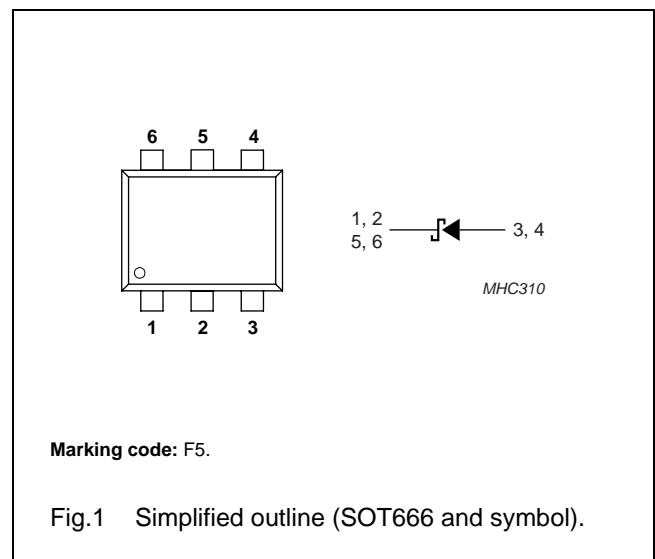 6 5 4
1, 2
5, 6
3, 4
MHC310
1 2 3
Marking code: F5.
Fig.1 Simplified outline (SOT666 and symbol).